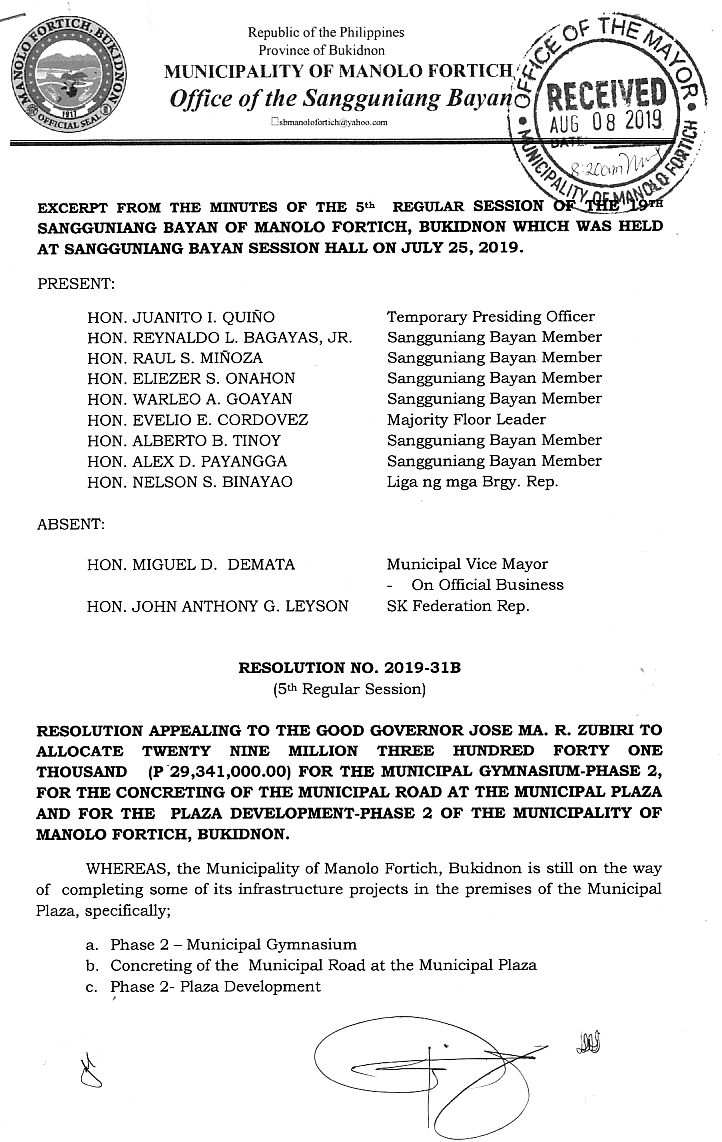 Republic of the Philippines
Province of Bukidnon
MUNICIPALITY OF MANOLO FORTICH
Office of the Sangguniang Bayan
sbmanolofortich@yahoo.com
MANOLO FORTICH, BUKIDNON
1917
OFFICIAL SEAL
OFFICE OF THE MAYOR
RECEIVED
AUG 08 2019
DATE:
8:20am
MUNICIPALITY OF MANOLO FORTICH
EXCERPT FROM THE MINUTES OF THE 5th REGULAR SESSION OF THE 19TH
SANGGUNIANG BAYAN OF MANOLO FORTICH, BUKIDNON WHICH WAS HELD
AT SANGGUNIANG BAYAN SESSION HALL ON JULY 25, 2019.
PRESENT:
HON. JUANITO I. QUIÑO Temporary Presiding Officer
HON. REYNALDO L. BAGAYAS, JR. Sangguniang Bayan Member
HON. RAUL S. MIÑOZA Sangguniang Bayan Member
HON. ELIEZER S. ONAHON Sangguniang Bayan Member
HON. WARLEO A. GOAYAN Sangguniang Bayan Member
HON. EVELIO E. CORDOVEZ Majority Floor Leader
HON. ALBERTO B. TINOY Sangguniang Bayan Member
HON. ALEX D. PAYANGGA Sangguniang Bayan Member
HON. NELSON S. BINAYAO Liga ng mga Brgy. Rep.
ABSENT:
HON. MIGUEL D. DEMATA Municipal Vice Mayor
- On Official Business
HON. JOHN ANTHONY G. LEYSON SK Federation Rep.
RESOLUTION NO. 2019-31B
(5th Regular Session)
RESOLUTION APPEALING TO THE GOOD GOVERNOR JOSE MA. R. ZUBIRI TO
ALLOCATE TWENTY NINE MILLION THREE HUNDRED FORTY ONE
THOUSAND (P 29,341,000.00) FOR THE MUNICIPAL GYMNASIUM-PHASE 2,
FOR THE CONCRETING OF THE MUNICIPAL ROAD AT THE MUNICIPAL PLAZA
AND FOR THE PLAZA DEVELOPMENT-PHASE 2 OF THE MUNICIPALITY OF
MANOLO FORTICH, BUKIDNON.
WHEREAS, the Municipality of Manolo Fortich, Bukidnon is still on the way
of completing some of its infrastructure projects in the premises of the Municipal
Plaza, specifically;
a. Phase 2 – Municipal Gymnasium
b. Concreting of the Municipal Road at the Municipal Plaza
c. Phase 2- Plaza Development